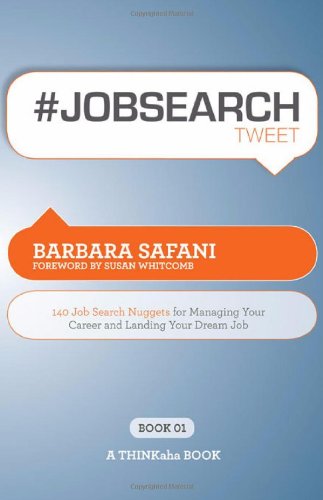 #JOBSEARCH
TWEET
BARBARA SAFANI
FOREWORD BY SUSAN WHITCOMB
140 Job Search Nuggets for Managing Your
Career and Landing Your Dream Job
BOOK 01
A THINKaha BOOK